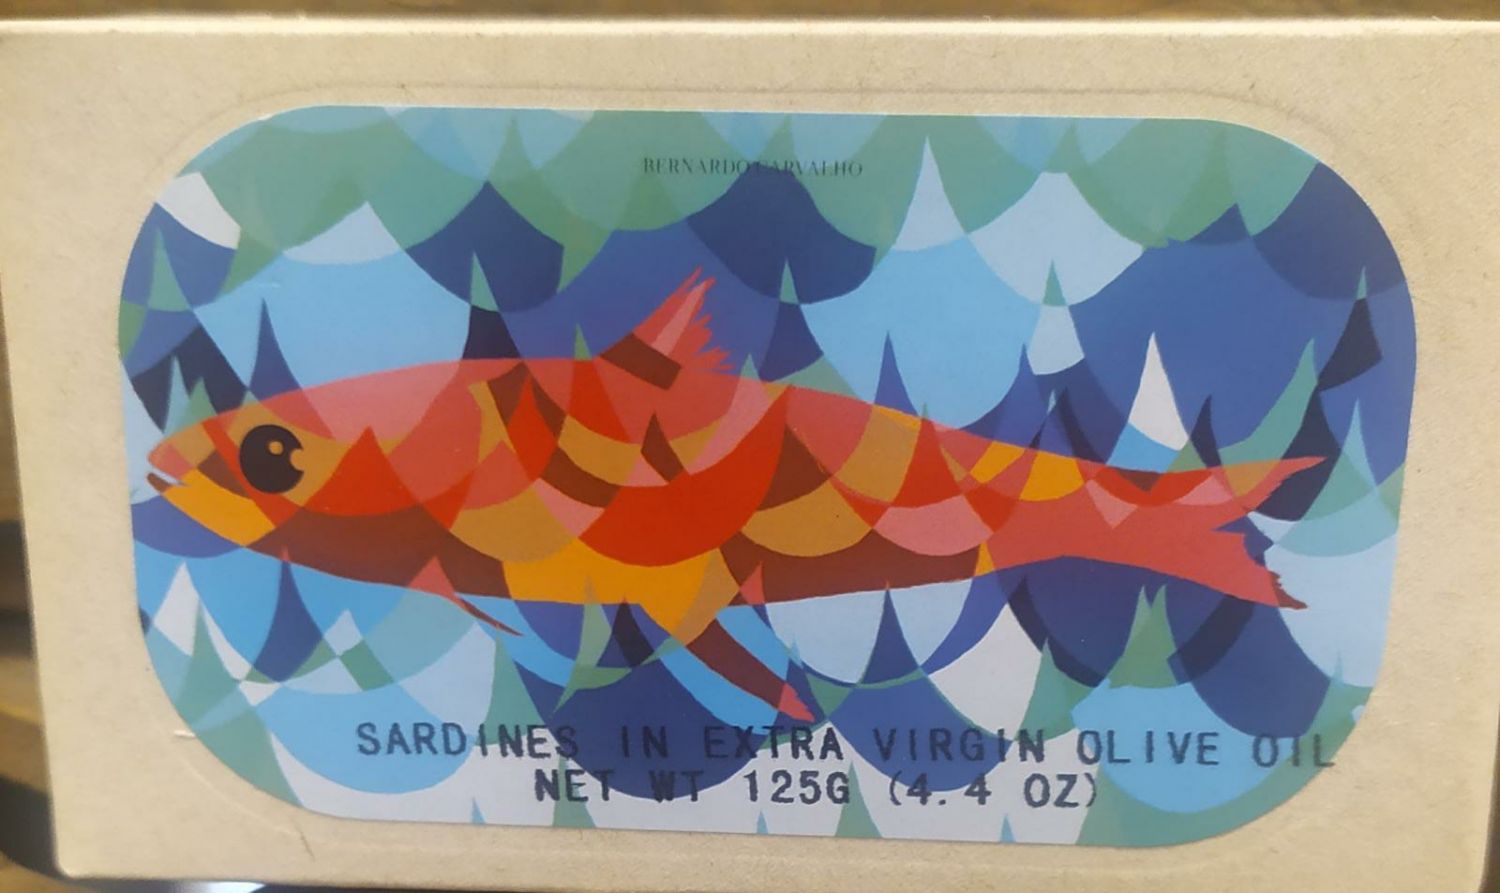 BERNARDO CARVALHO
SARDINES IN EXTRA VIRGIN OLIVE OIL
NET WT 125G (4.4 OZ)